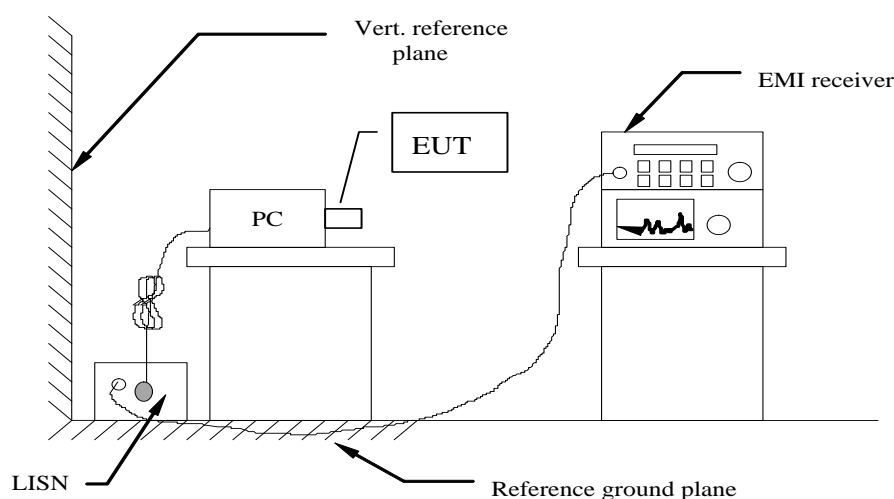 Vert. reference
plane
EMI receiver
EUT
PC
LISN
Reference ground plane